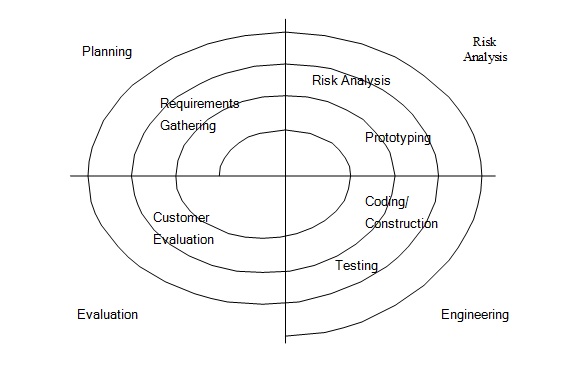 Planning
Risk
Analysis
Risk Analysis
Requirements
Gathering
Prototyping
Customer
Evaluation
Coding/
Construction
Testing
Evaluation
Engineering